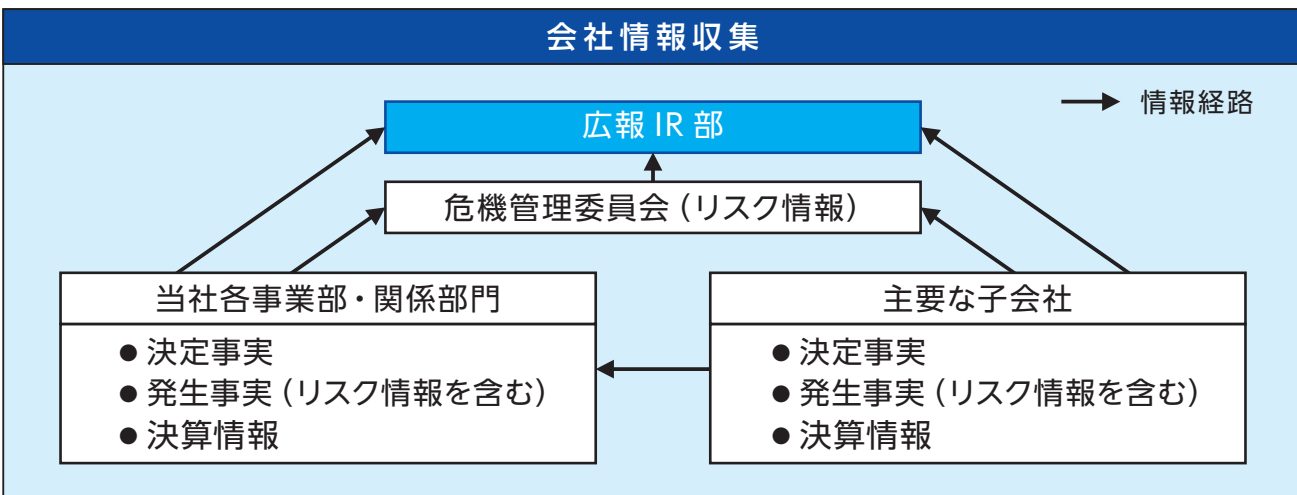 会社情報収集
情報経路
広報 IR 部
危機管理委員会（リスク情報）
当社各事業部・関係部門
● 決定事実
● 発生事実（リスク情報を含む）
● 決算情報
主要な子会社
● 決定事実
● 発生事実（リスク情報を含む）
● 決算情報